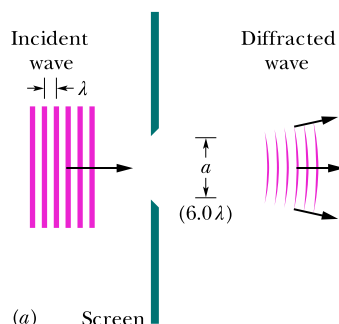 Incident
wave
λ
Diffracted
wave
a
(6.0λ)
(a)
Screen